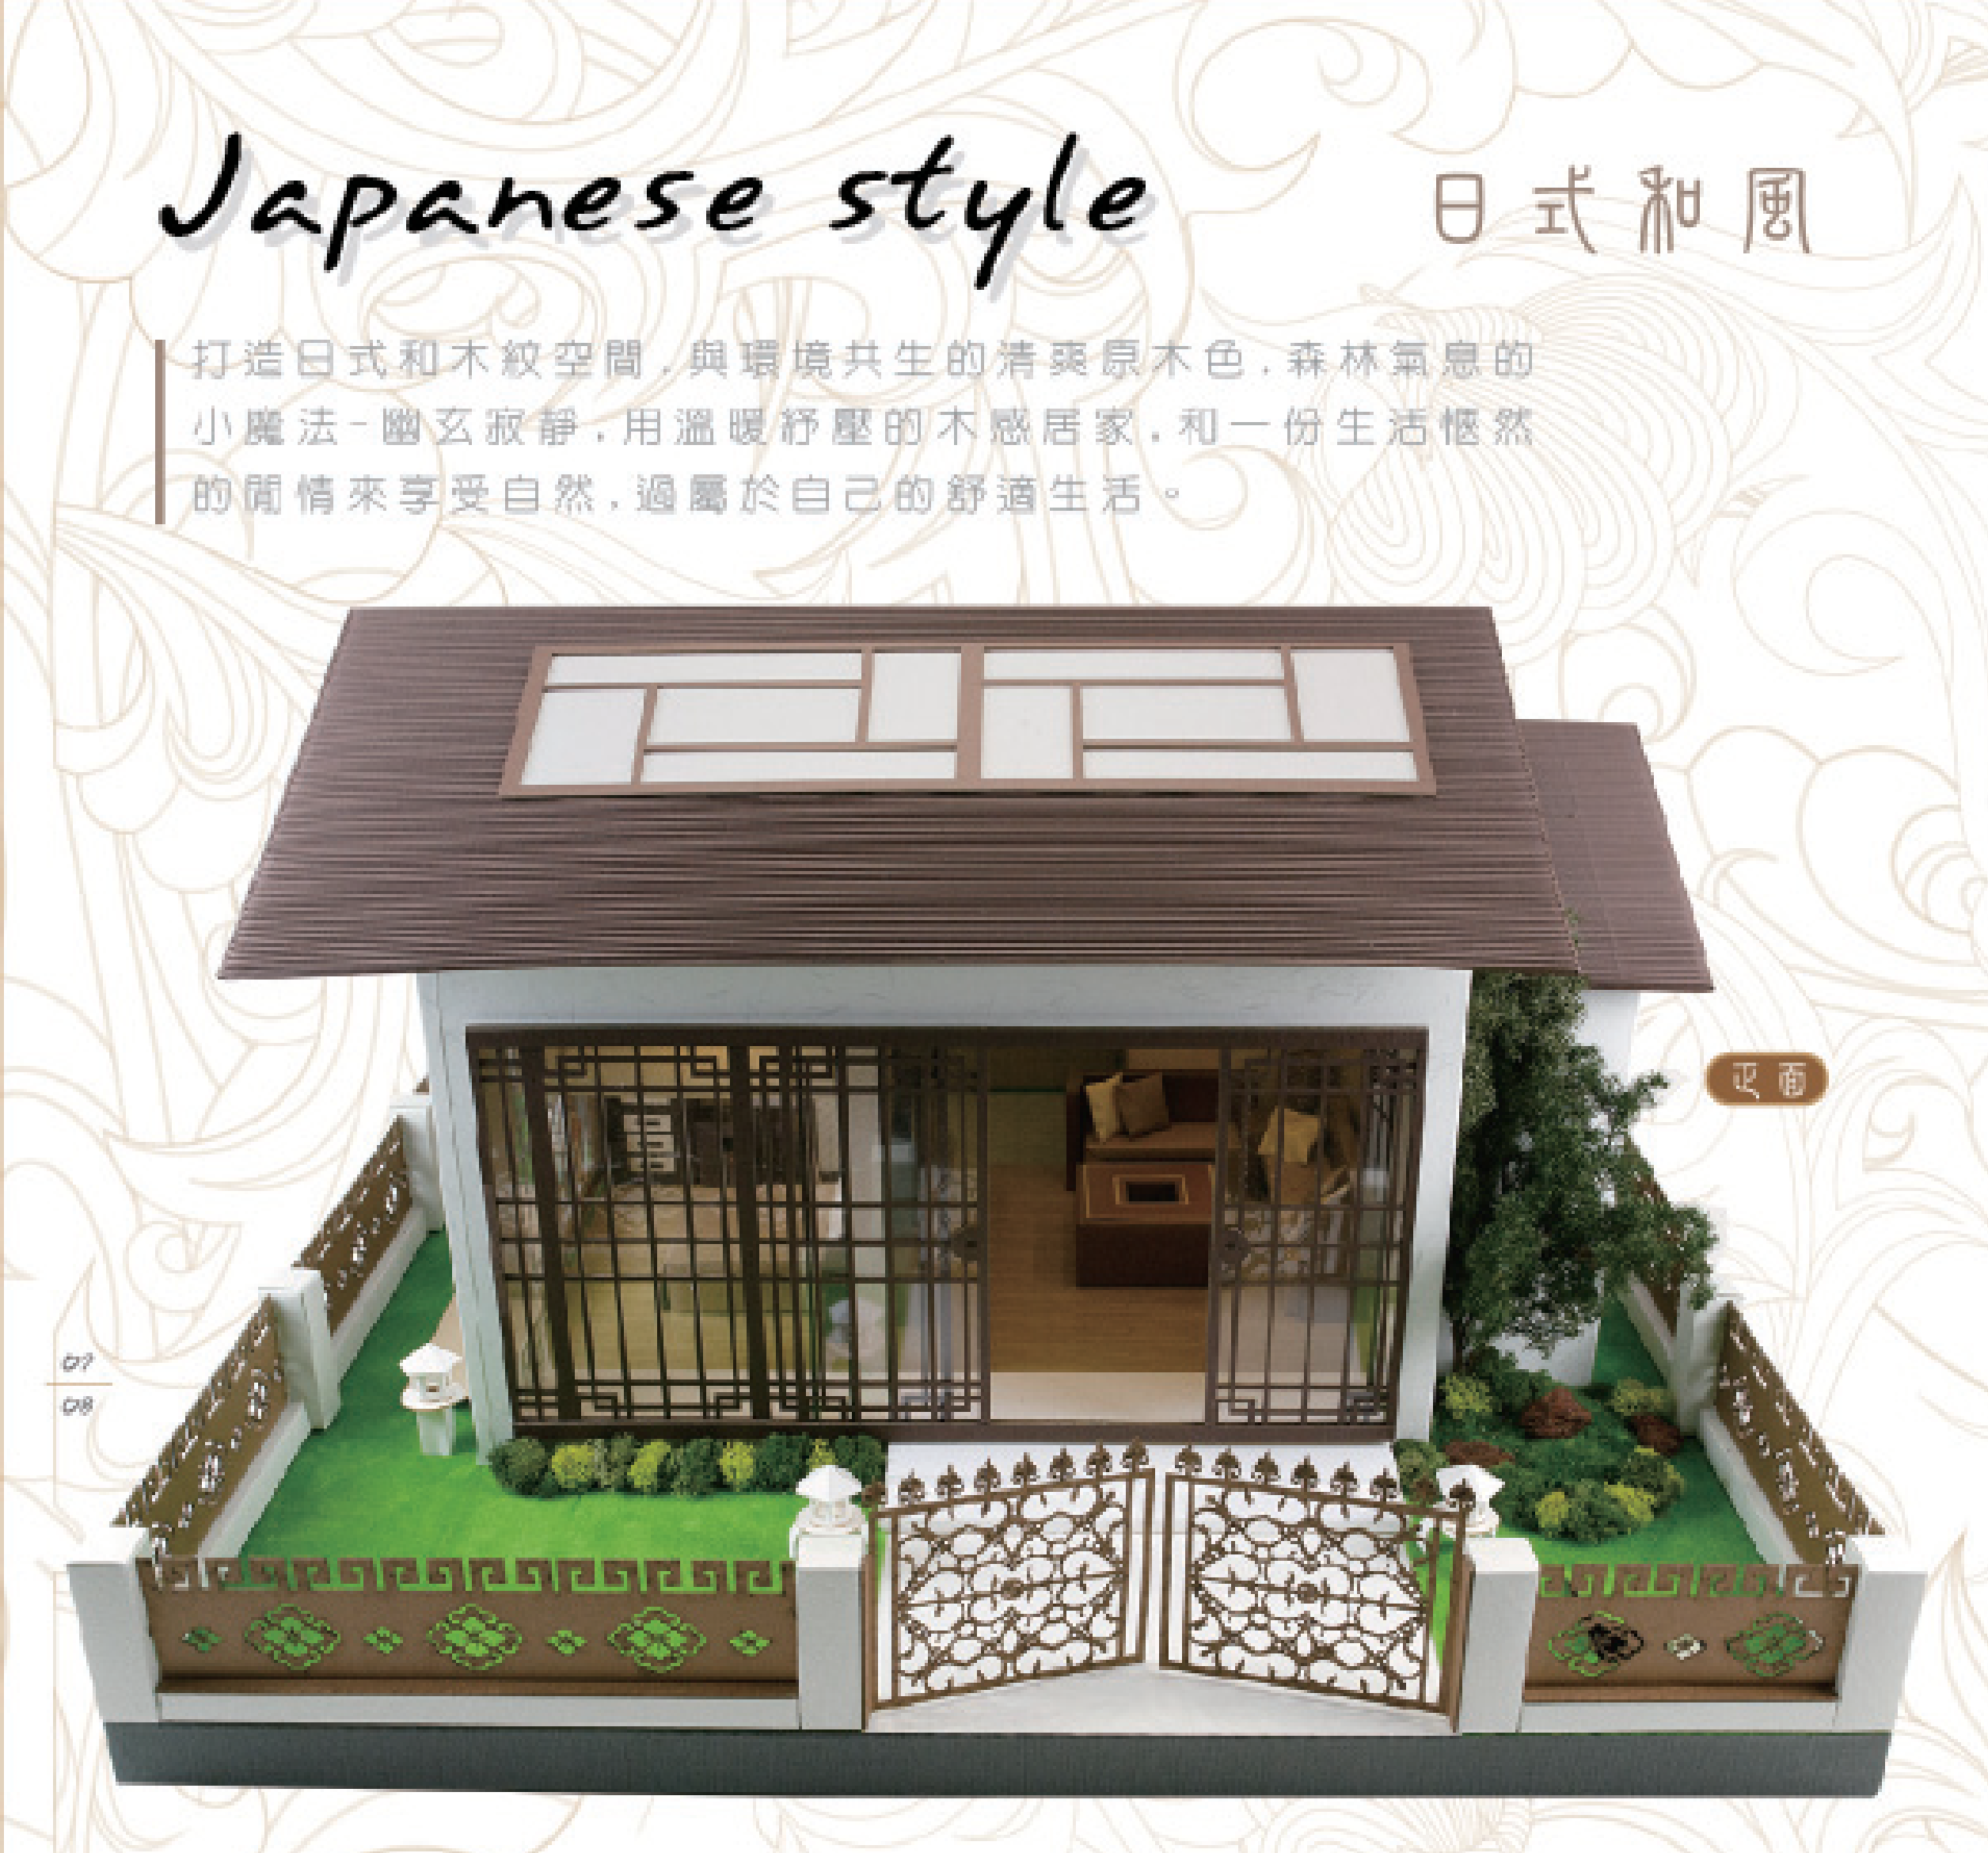 Japanese style
日式和風
打造日式和木紋空間,與環境共生的清爽原木色,森林氣息的
小魔法-幽玄寂靜,用溫暖紓壓的木感居家,和一份生活愜然
的閒情來享受自然,過屬於自己的舒適生活。
正面
07
08